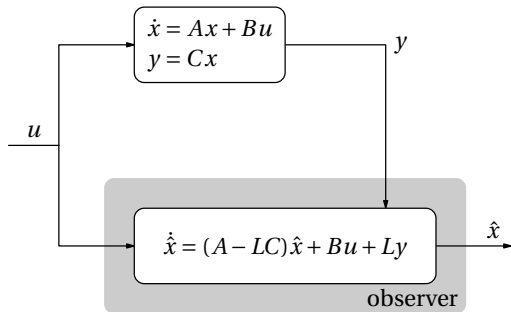 ẋ = Ax + Bu
y = Cx
y
u
x̂̇ = (A − LC)x̂ + Bu + Ly
x̂
observer